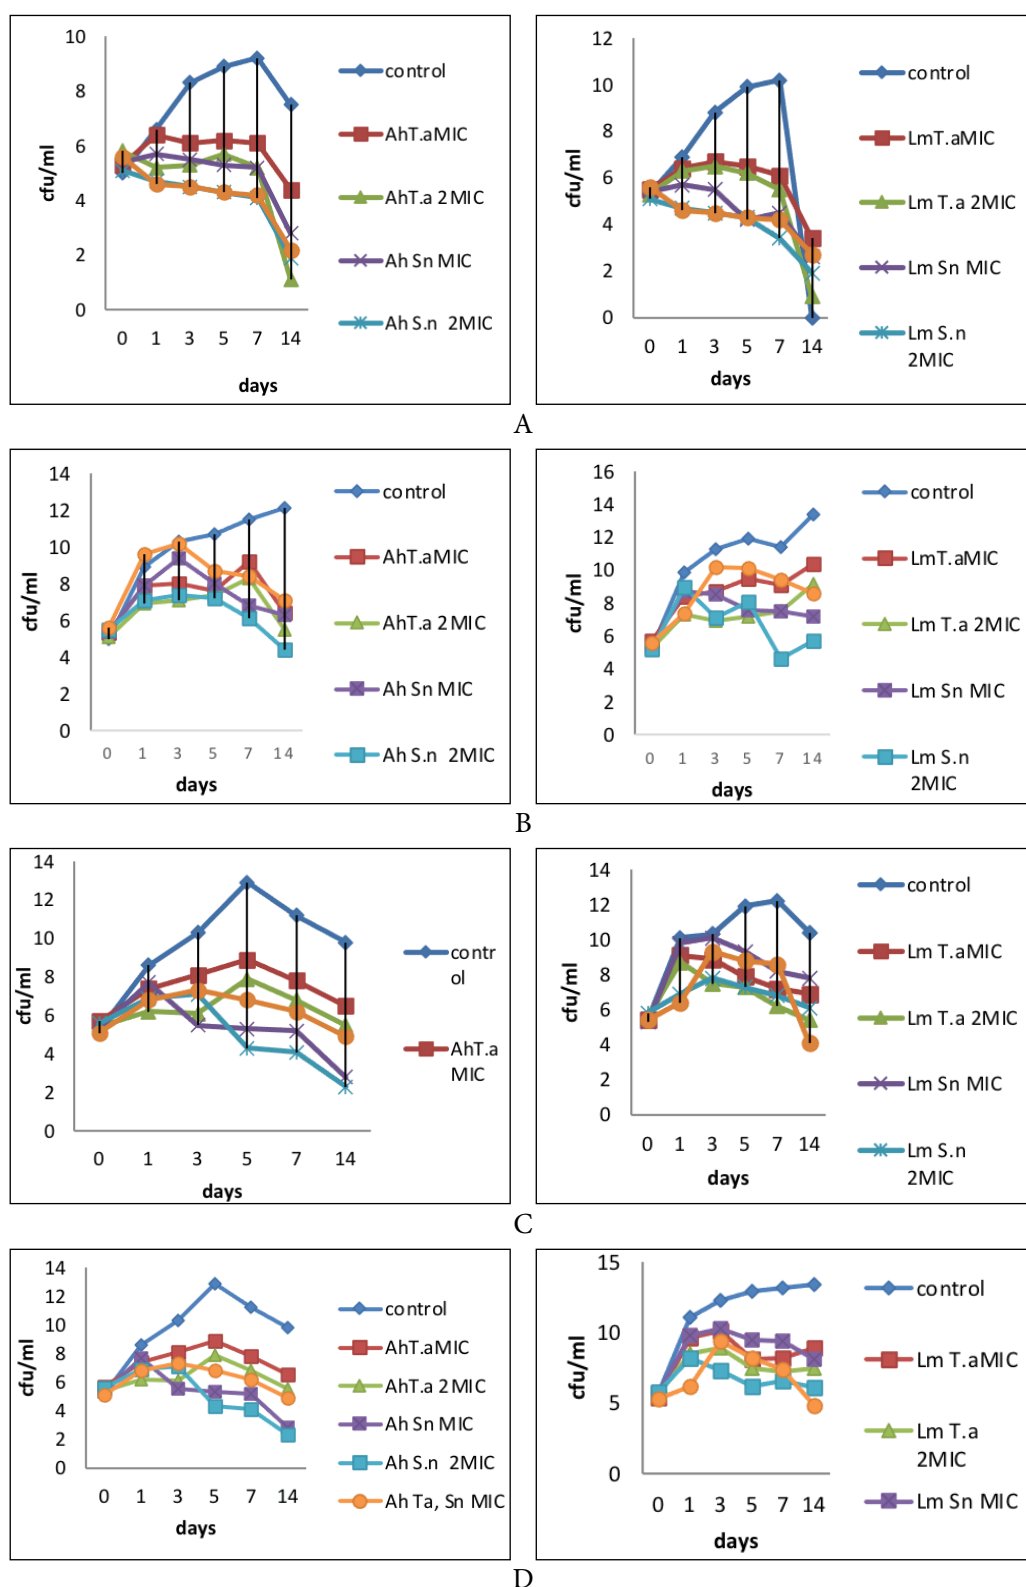 10
8
6
4
2
0
cfu/ml
0 1 3 5 7 14
days
control
AhT.aMIC
AhT.a 2MIC
Ah Sn MIC
Ah S.n 2MIC
12
10
8
6
4
2
0
cfu/ml
0 1 3 5 7 14
days
control
LmT.aMIC
Lm T.a 2MIC
Lm Sn MIC
Lm S.n
2MIC
A
14
12
10
8
6
4
2
0
cfu/ml
0 1 3 5 7 14
days
control
AhT.aMIC
AhT.a 2MIC
Ah Sn MIC
Ah S.n 2MIC
16
14
12
10
8
6
4
2
0
cfu/ml
0 1 3 5 7 14
days
control
LmT.aMIC
Lm T.a 2MIC
Lm Sn MIC
Lm S.n
2MIC
B
14
12
10
8
6
4
2
0
cfu/ml
0 1 3 5 7 14
days
contr
ol
AhT.a
MIC
14
12
10
8
6
4
2
0
cfu/ml
0 1 3 5 7 14
days
control
Lm T.aMIC
Lm T.a 2MIC
Lm Sn MIC
Lm S.n
2MIC
C
14
12
10
8
6
4
2
0
cfu/ml
0 1 3 5 7 14
days
control
AhT.aMIC
AhT.a 2MIC
Ah Sn MIC
Ah S.n 2MIC
Ah Ta, Sn MIC
15
10
5
0
cfu/ml
0 1 3 5 7 14
days
control
Lm T.aMIC
Lm T.a
2MIC
Lm Sn MIC
D